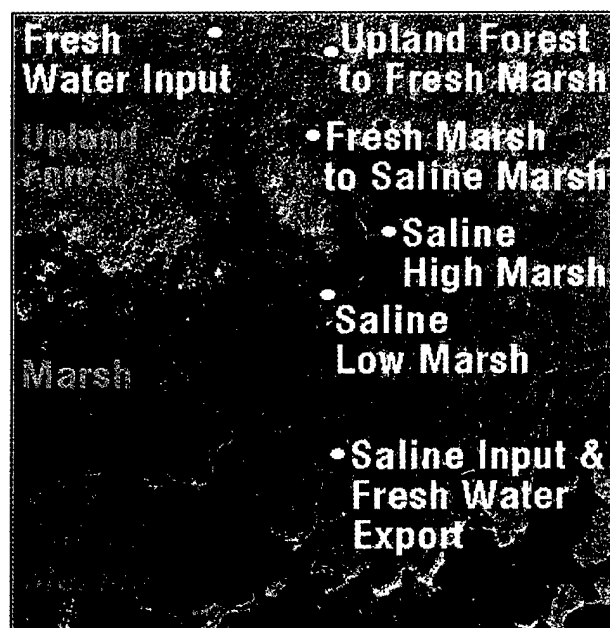 Fresh
Water Input
Upland Forest
to Fresh Marsh
Upland
Forest
Fresh Marsh
to Saline Marsh
Saline
High Marsh
Saline
Low Marsh
Marsh
Saline Input &
Fresh Water
Export